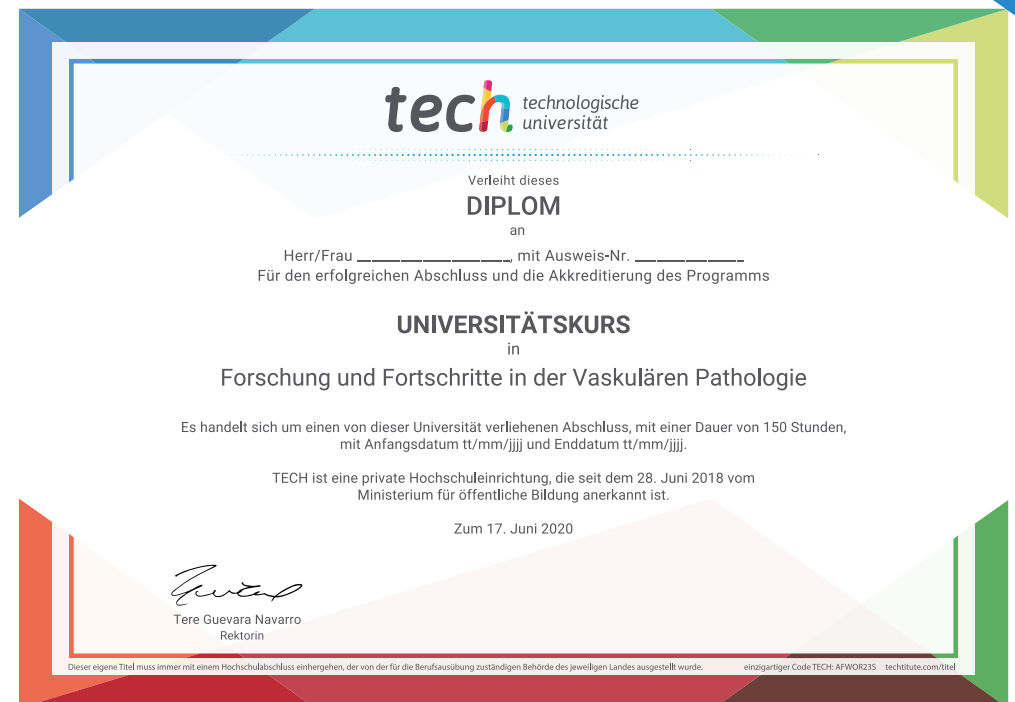 tech technologische
universität
Verleiht dieses
DIPLOM
an
Herr/Frau ____________________, mit Ausweis-Nr. ______________
Für den erfolgreichen Abschluss und die Akkreditierung des Programms
UNIVERSITÄTSKURS
in
Forschung und Fortschritte in der Vaskulären Pathologie
Es handelt sich um einen von dieser Universität verliehenen Abschluss, mit einer Dauer von 150 Stunden,
mit Anfangsdatum tt/mm/jjjj und Enddatum tt/mm/jjjj.
TECH ist eine private Hochschuleinrichtung, die seit dem 28. Juni 2018 vom
Ministerium für öffentliche Bildung anerkannt ist.
Zum 17. Juni 2020
Tere Guevara Navarro
Rektorin
Dieser eigene Titel muss immer mit einem Hochschulabschluss einhergehen, der von der für die Berufsausübung zuständigen Behörde des jeweiligen Landes ausgestellt wurde. einzigartiger Code TECH: AFWOR23S techtitute.com/titel